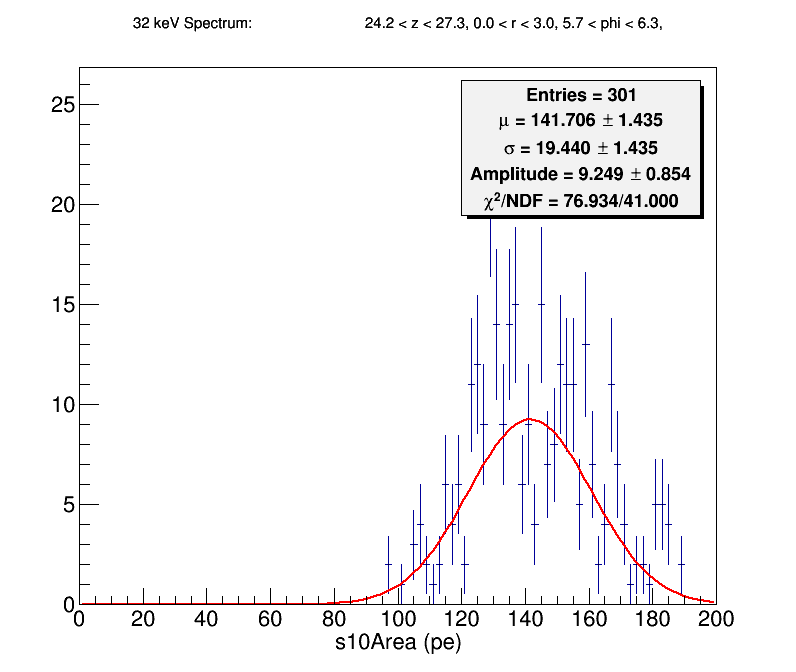 32 keV Spectrum: 24.2 < z < 27.3, 0.0 < r < 3.0, 5.7 < phi < 6.3,
Entries = 301
μ = 141.706 ± 1.435
σ = 19.440 ± 1.435
Amplitude = 9.249 ± 0.854
χ²/NDF = 76.934/41.000
25
20
15
10
5
0
0 20 40 60 80 100 120 140 160 180 200
s10Area (pe)